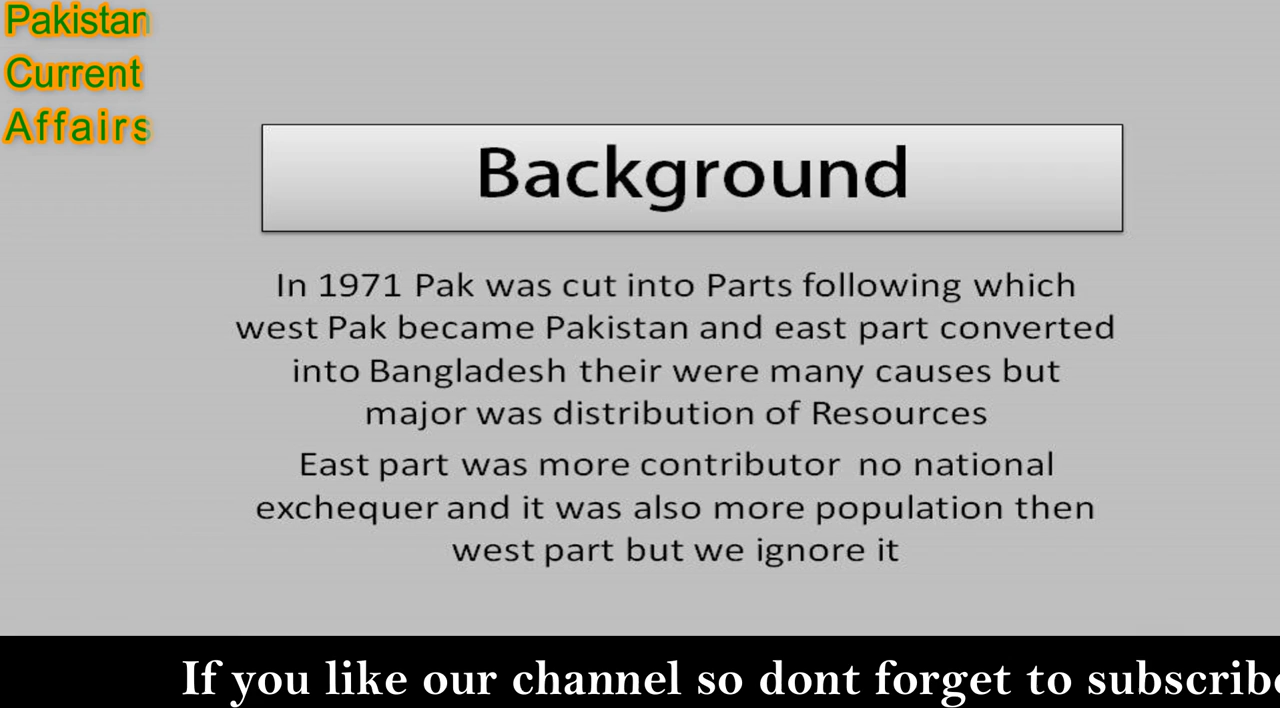 Pakistan
Current
Affairs
Background
In 1971 Pak was cut into Parts following which
west Pak became Pakistan and east part converted
into Bangladesh their were many causes but
major was distribution of Resources
East part was more contributor no national
exchequer and it was also more population then
west part but we ignore it
If you like our channel so dont forget to subscribe